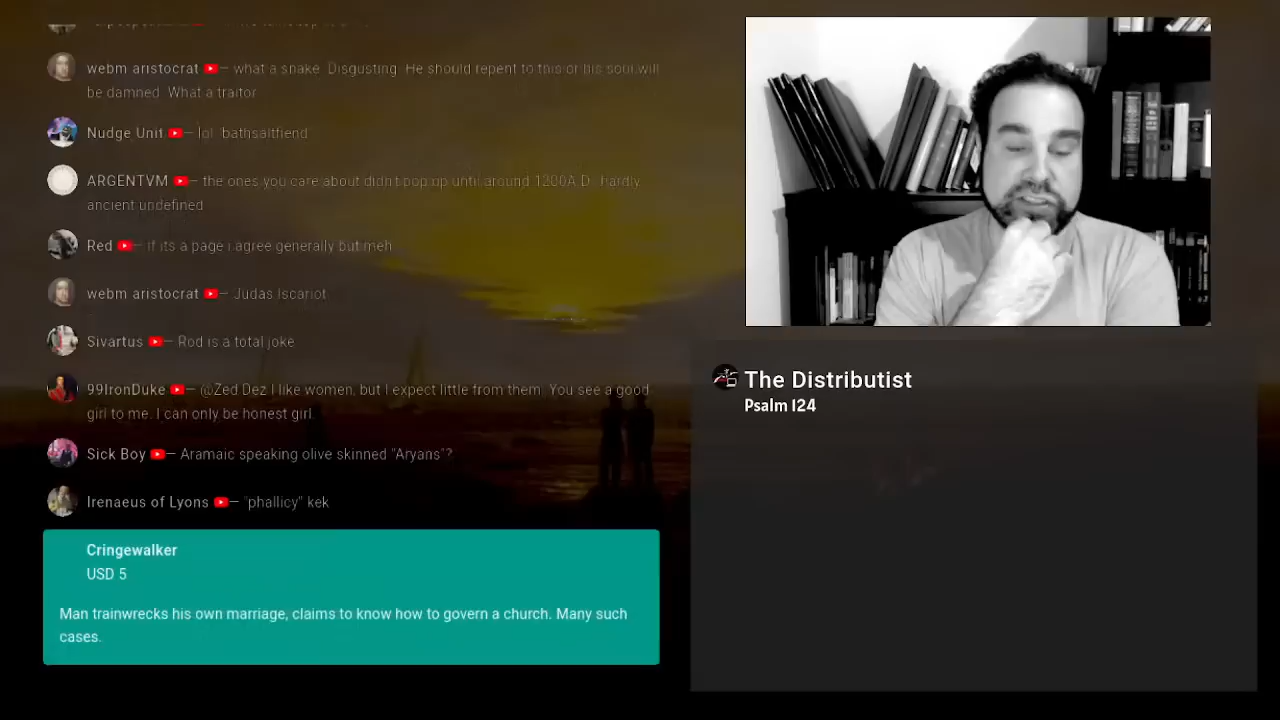 webm aristocrat — what a snake. Disgusting. He should repent to this or his soul will
be damned. What a traitor
Nudge Unit — lol 'bathsaltfiend
ARGENTVM — the ones you care about didn't pop up until around 1200A.D.. hardly
ancient undefined
Red — if its a page i agree generally but meh
webm aristocrat — Judas Iscariot
Sivartus — Rod is a total joke
99IronDuke — @Zed Dez I like women, but I expect little from them. You see a good
girl to me. I can only be honest girl.
Sick Boy — Aramaic speaking olive skinned "Aryans"?
Irenaeus of Lyons — "phallicy" kek
Cringewalker
USD 5
Man trainwrecks his own marriage, claims to know how to govern a church. Many such
cases.
The Distributist
Psalm 124